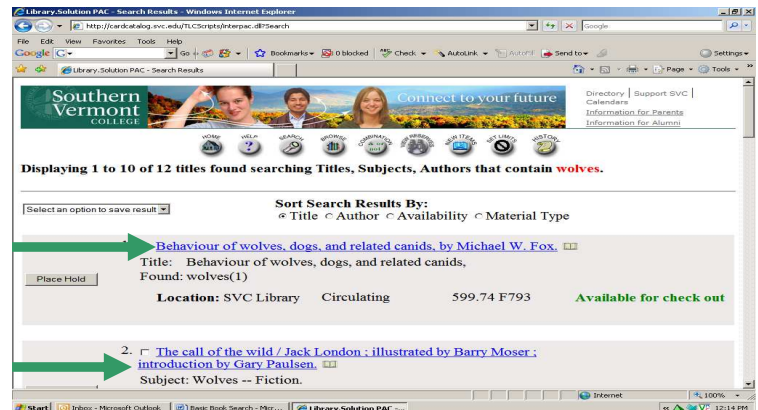 Library.Solution PAC - Search Results - Windows Internet Explorer
http://cardcatalog.svc.edu/TLCScripts/interpac.dll?Search
Google
File Edit View Favorites Tools Help
Google G Go Bookmarks 0 blocked Check AutoLink AutoFill Send to Settings
Library.Solution PAC - Search Results Page Tools
Southern Vermont COLLEGE
Connect to your future
Directory | Support SVC |
Calendars
Information for Parents
Information for Alumni
HOME HELP SEARCH BROWSE COMBINATION VIEW RESERVE NEW ITEMS SET LIMITS HISTORY
Displaying 1 to 10 of 12 titles found searching Titles, Subjects, Authors that contain wolves.
Select an option to save result
Sort Search Results By:
Title Author Availability Material Type
Behaviour of wolves, dogs, and related canids, by Michael W. Fox.
Title: Behaviour of wolves, dogs, and related canids,
Place Hold
Found: wolves(1)
Location: SVC Library Circulating 599.74 F793 Available for check out
2. The call of the wild / Jack London ; illustrated by Barry Moser ;
introduction by Gary Paulsen.
Subject: Wolves -- Fiction.
Internet 100%
Start Inbox - Microsoft Outlook Basic Book Search - Micr... Library.Solution PAC -... 12:14 PM